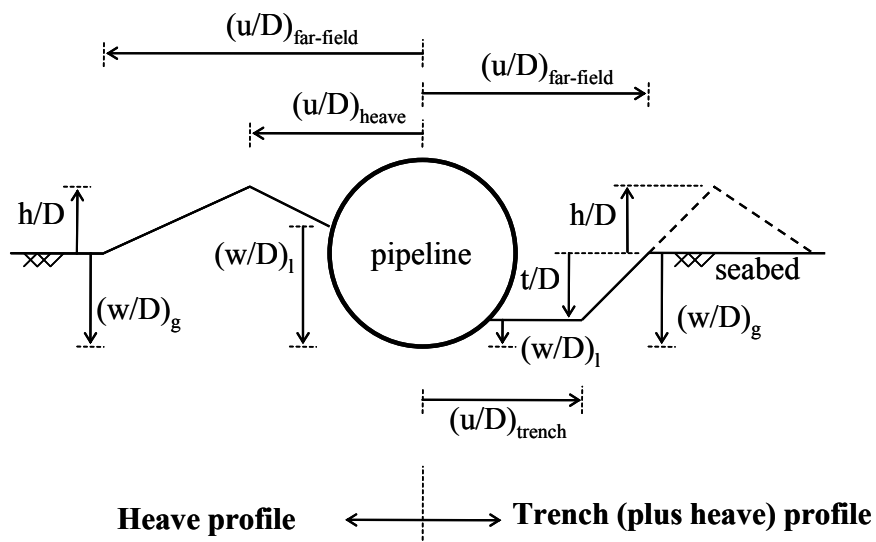 (u/D)far-field
(u/D)far-field
(u/D)heave
h/D
h/D
(w/D)l
pipeline
t/D
seabed
(w/D)g
(w/D)l
(w/D)g
(u/D)trench
Heave profile
Trench (plus heave) profile